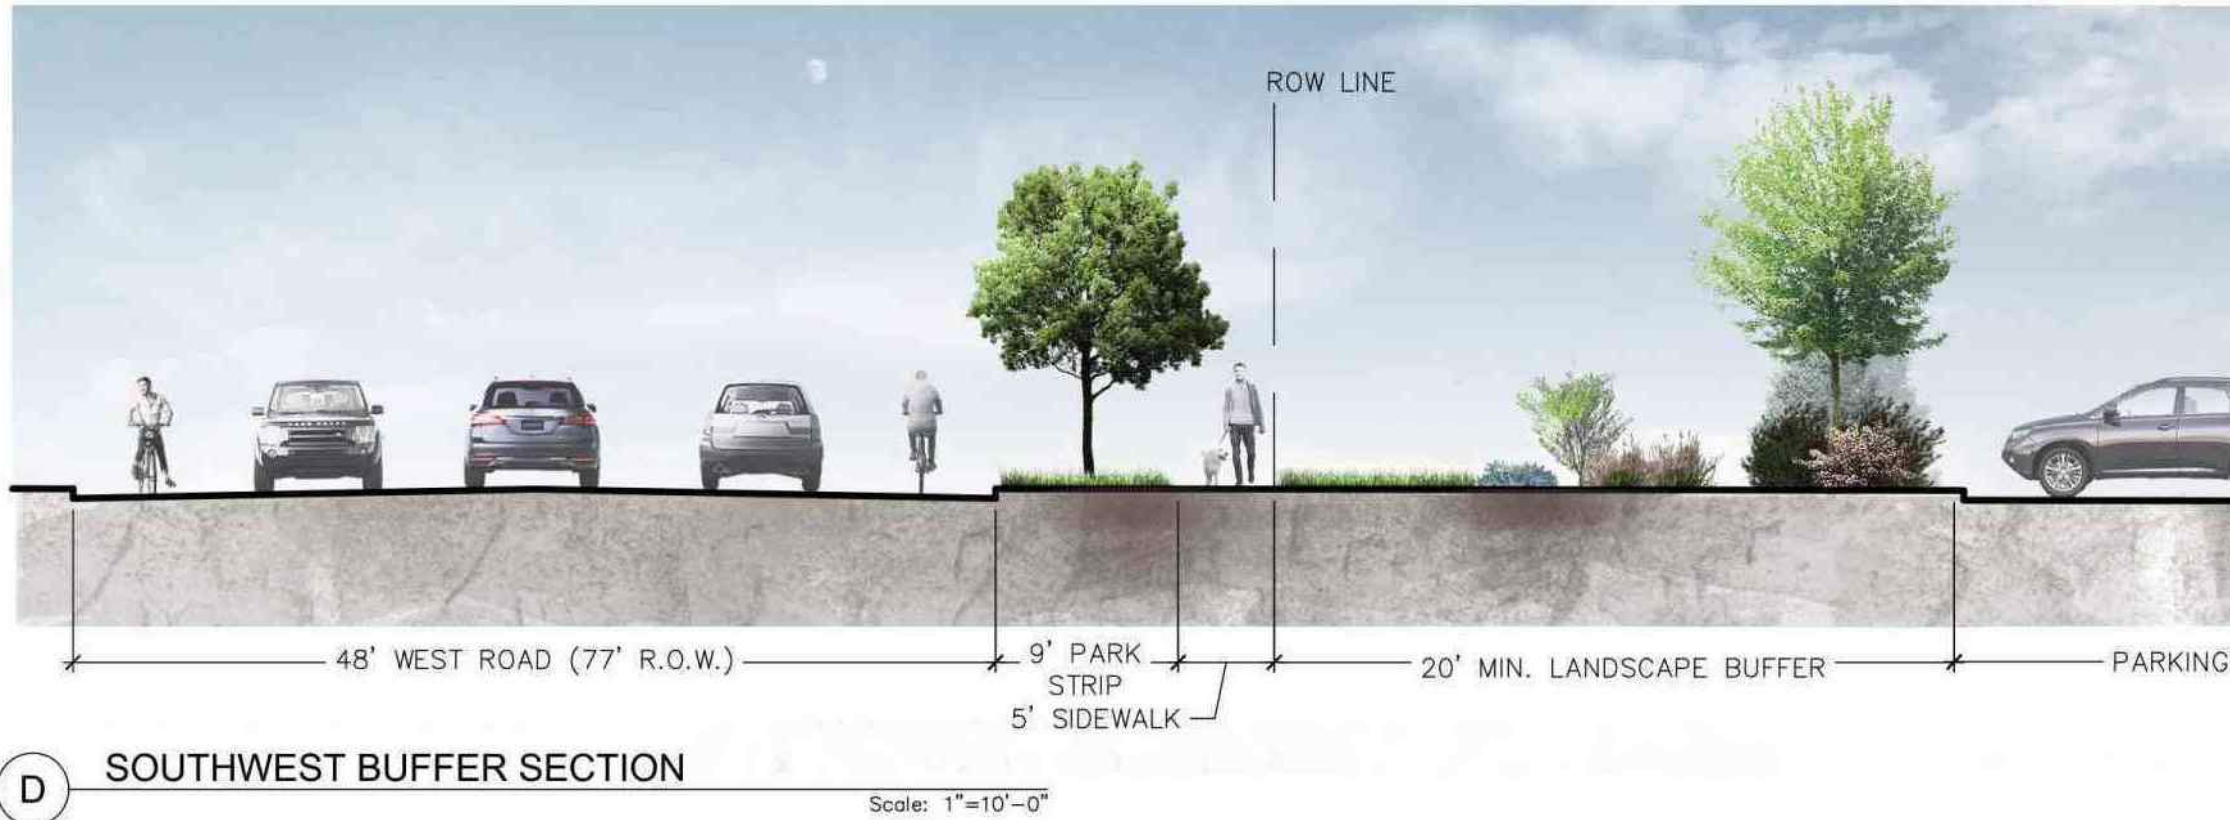 ROW LINE
48' WEST ROAD (77' R.O.W.)
9' PARK
STRIP
5' SIDEWALK
20' MIN. LANDSCAPE BUFFER
PARKING
D
SOUTHWEST BUFFER SECTION
Scale: 1"=10'-0"